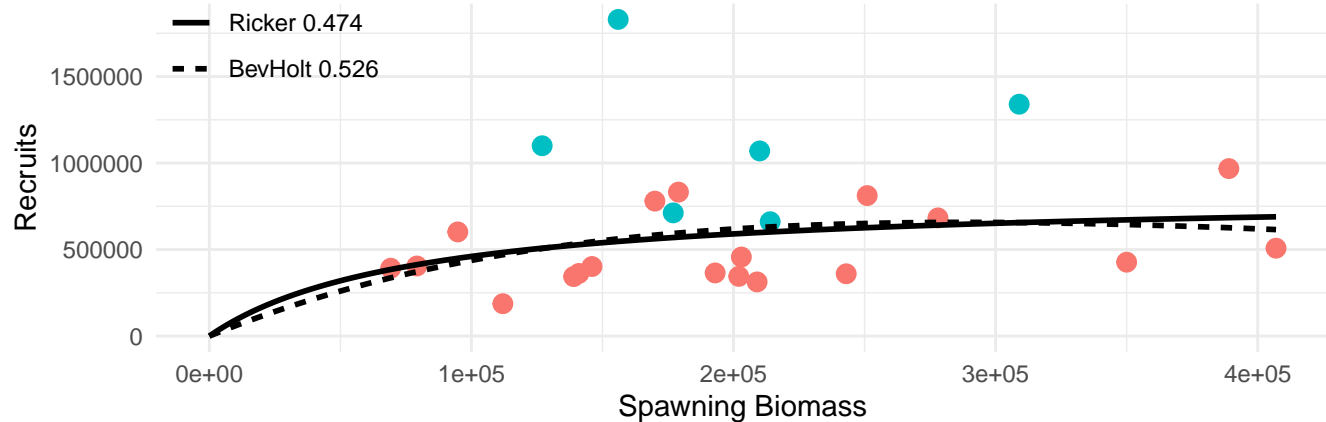 Ricker 0.474
BevHolt 0.526
Recruits
1500000
1000000
500000
0
0e+00 1e+05 2e+05 3e+05 4e+05
Spawning Biomass